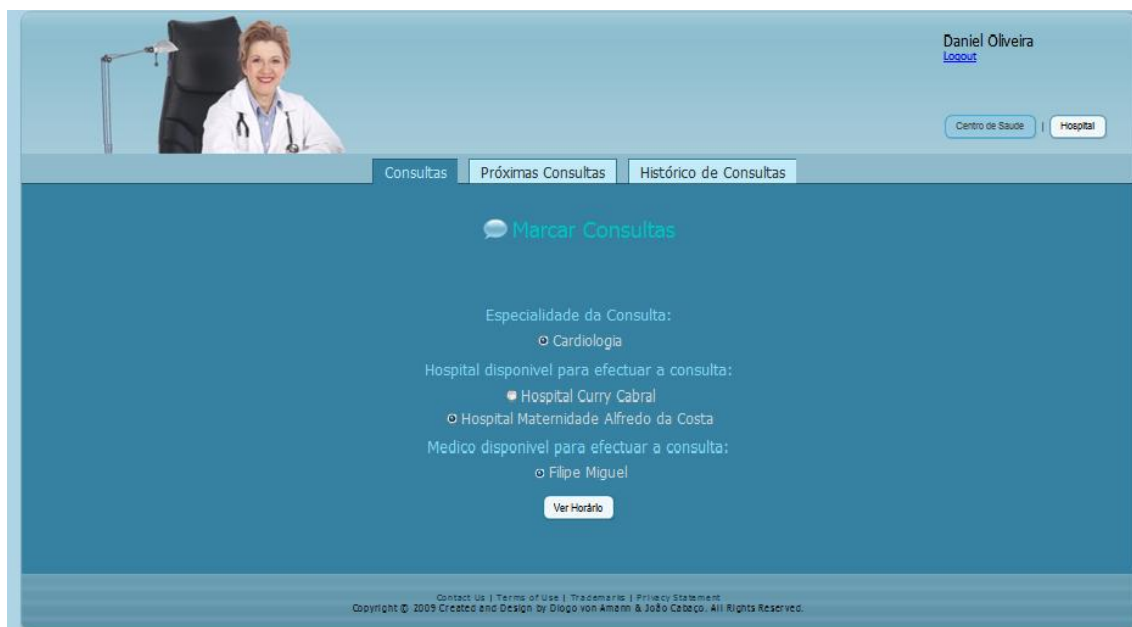 Daniel Oliveira
Logout
Centro de Saude | Hospital
Consultas Próximas Consultas Histórico de Consultas
Marcar Consultas
Especialidade da Consulta:
Cardiologia
Hospital disponivel para efectuar a consulta:
Hospital Curry Cabral
Hospital Maternidade Alfredo da Costa
Medico disponivel para efectuar a consulta:
Filipe Miguel
Ver Horário
Contact Us | Terms of Use | Trademarks | Privacy Statement
Copyright © 2009 Created and Design by Diogo von Amann & João Cabaço. All Rights Reserved.